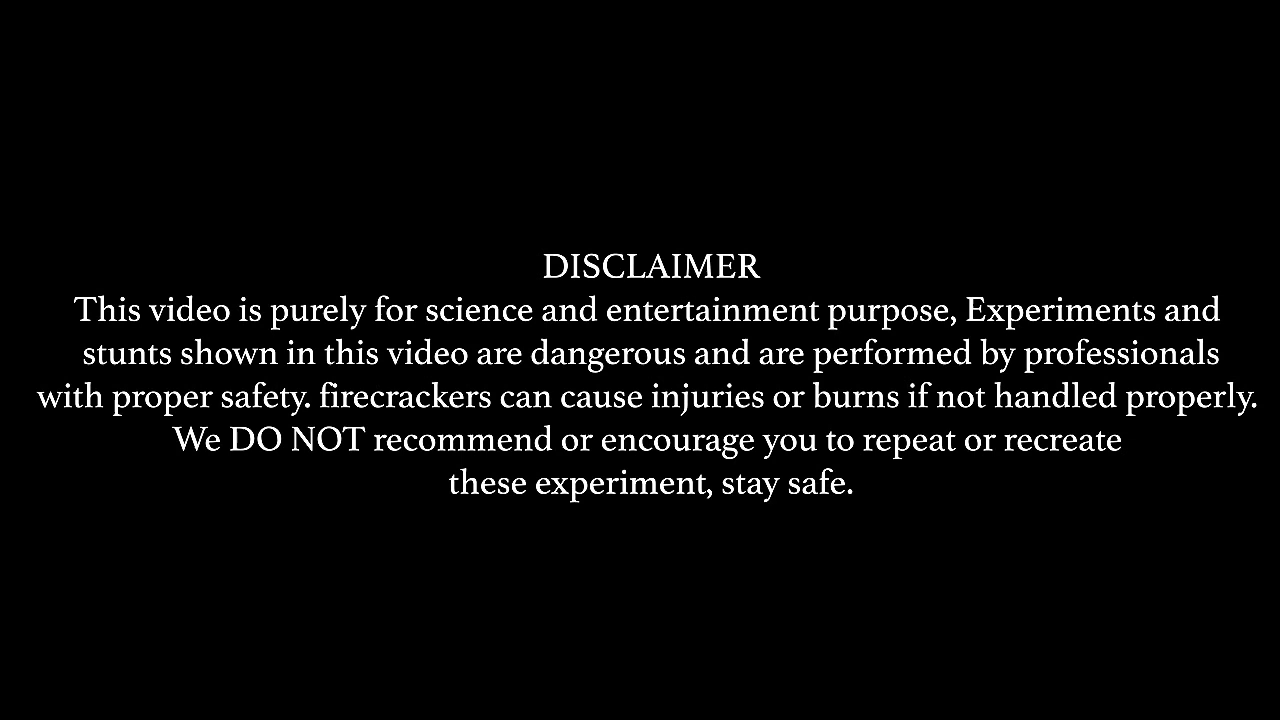 DISCLAIMER
This video is purely for science and entertainment purpose, Experiments and
stunts shown in this video are dangerous and are performed by professionals
with proper safety. firecrackers can cause injuries or burns if not handled properly.
We DO NOT recommend or encourage you to repeat or recreate
these experiment, stay safe.